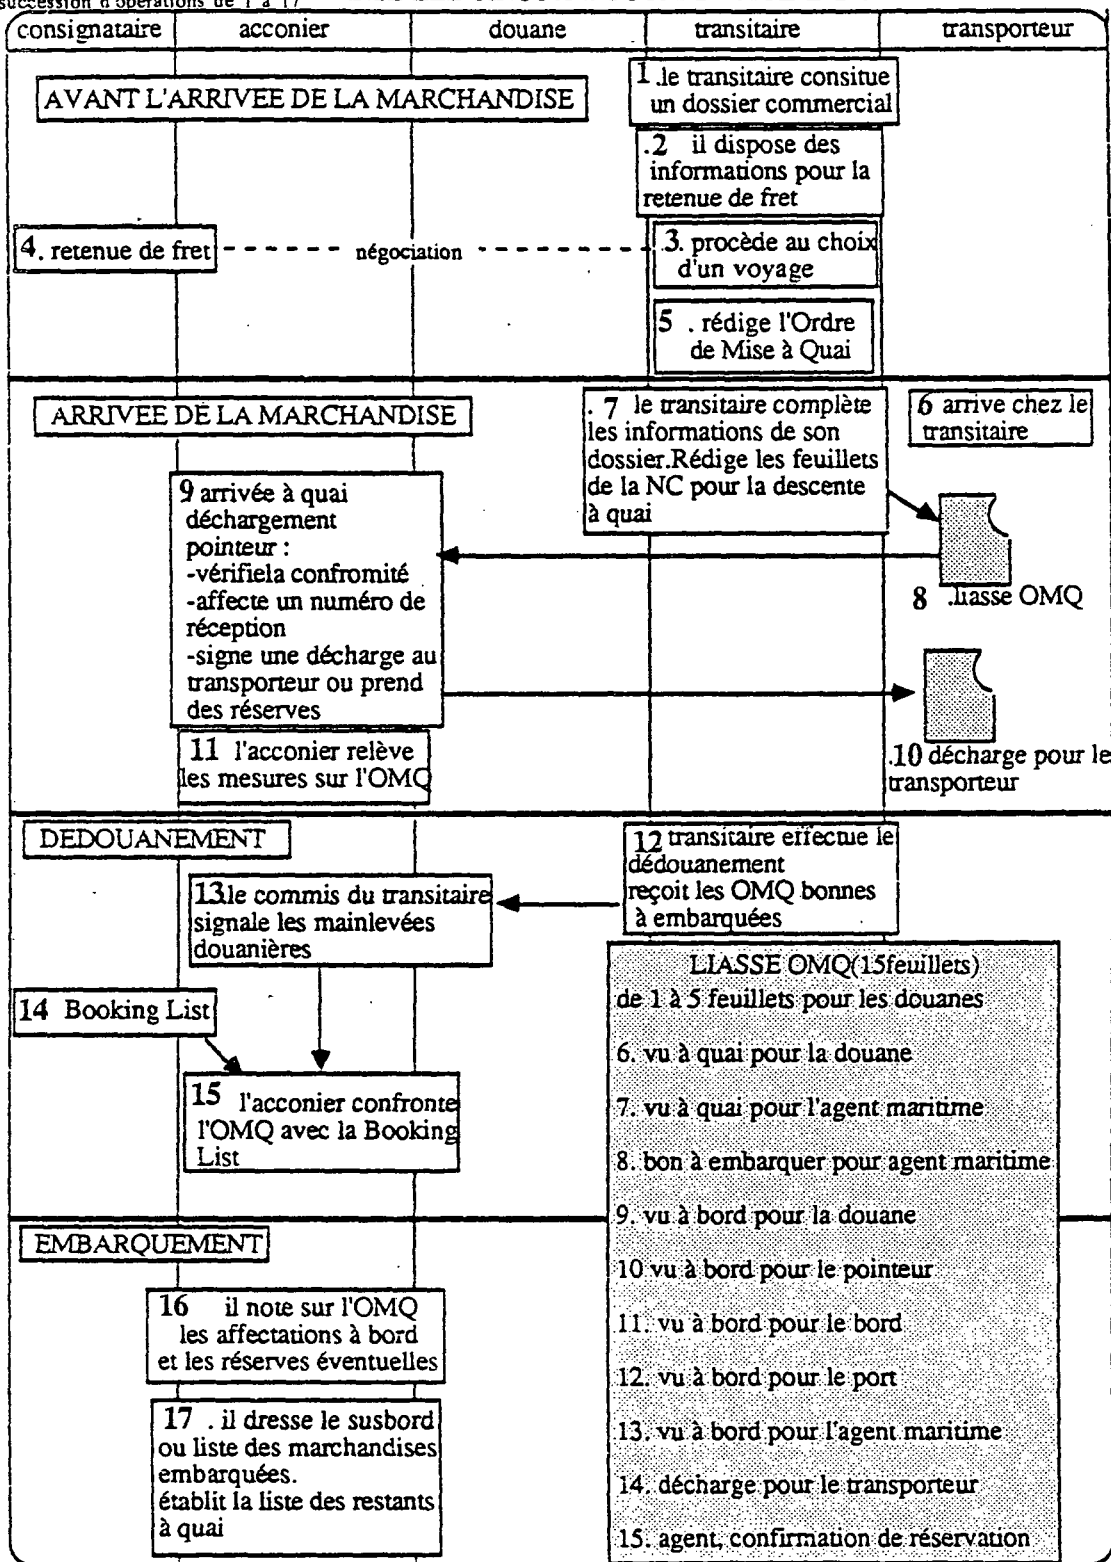 succession d'opérations de 1 à 17
consignataire acconier douane transitaire transporteur
AVANT L'ARRIVEE DE LA MARCHANDISE
1 .le transitaire consitue
un dossier commercial
.2 il dispose des
informations pour la
retenue de fret
4. retenue de fret
négociation
.3. procède au choix
d'un voyage
5 . rédige l'Ordre
de Mise à Quai
ARRIVEE DE LA MARCHANDISE
. 7 le transitaire complète
les informations de son
dossier.Rédige les feuillets
de la NC pour la descente
à quai
6 arrive chez le
transitaire
9 arrivée à quai
déchargement
pointeur :
-vérifiela confromité
-affecte un numéro de
réception
-signe une décharge au
transporteur ou prend
des réserves
8 .liasse OMQ
.10 décharge pour le
transporteur
11 l'acconier relève
les mesures sur l'OMQ
DEDOUANEMENT
12 transitaire effectue le
dédouanement
reçoit les OMQ bonnes
à embarquées
13.le commis du transitaire
signale les mainlevées
douanières
14 Booking List
15 l'acconier confronte
l'OMQ avec la Booking
List
LIASSE OMQ(15feuillets)
de 1 à 5 feuillets pour les douanes
6. vu à quai pour la douane
7. vu à quai pour l'agent maritime
8. bon à embarquer pour agent maritime
9. vu à bord pour la douane
10 vu à bord pour le pointeur
11. vu à bord pour le bord
12. vu à bord pour le port
13. vu à bord pour l'agent maritime
14. décharge pour le transporteur
15. agent, confirmation de réservation
EMBARQUEMENT
16 il note sur l'OMQ
les affectations à bord
et les réserves éventuelles
17 . il dresse le susbord
ou liste des marchandises
embarquées.
établit la liste des restants
à quai